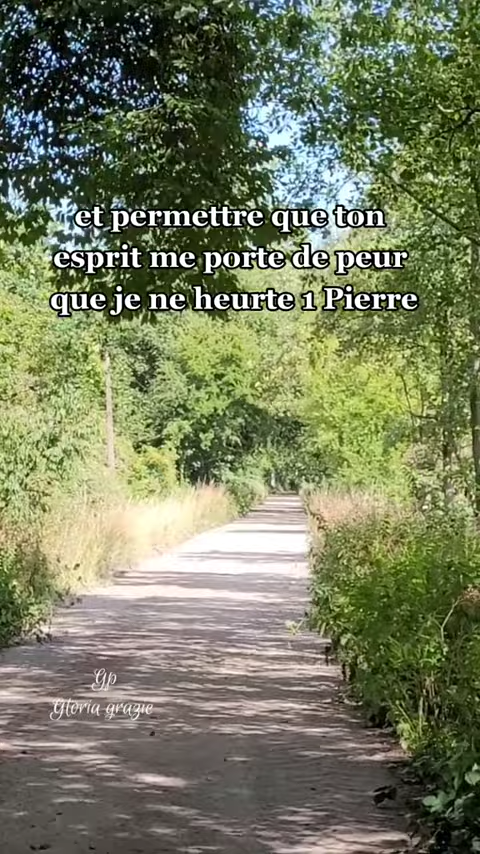 et permettre que ton
esprit me porte de peur
que je ne heurte 1 Pierre
Gp
Gloria grazie